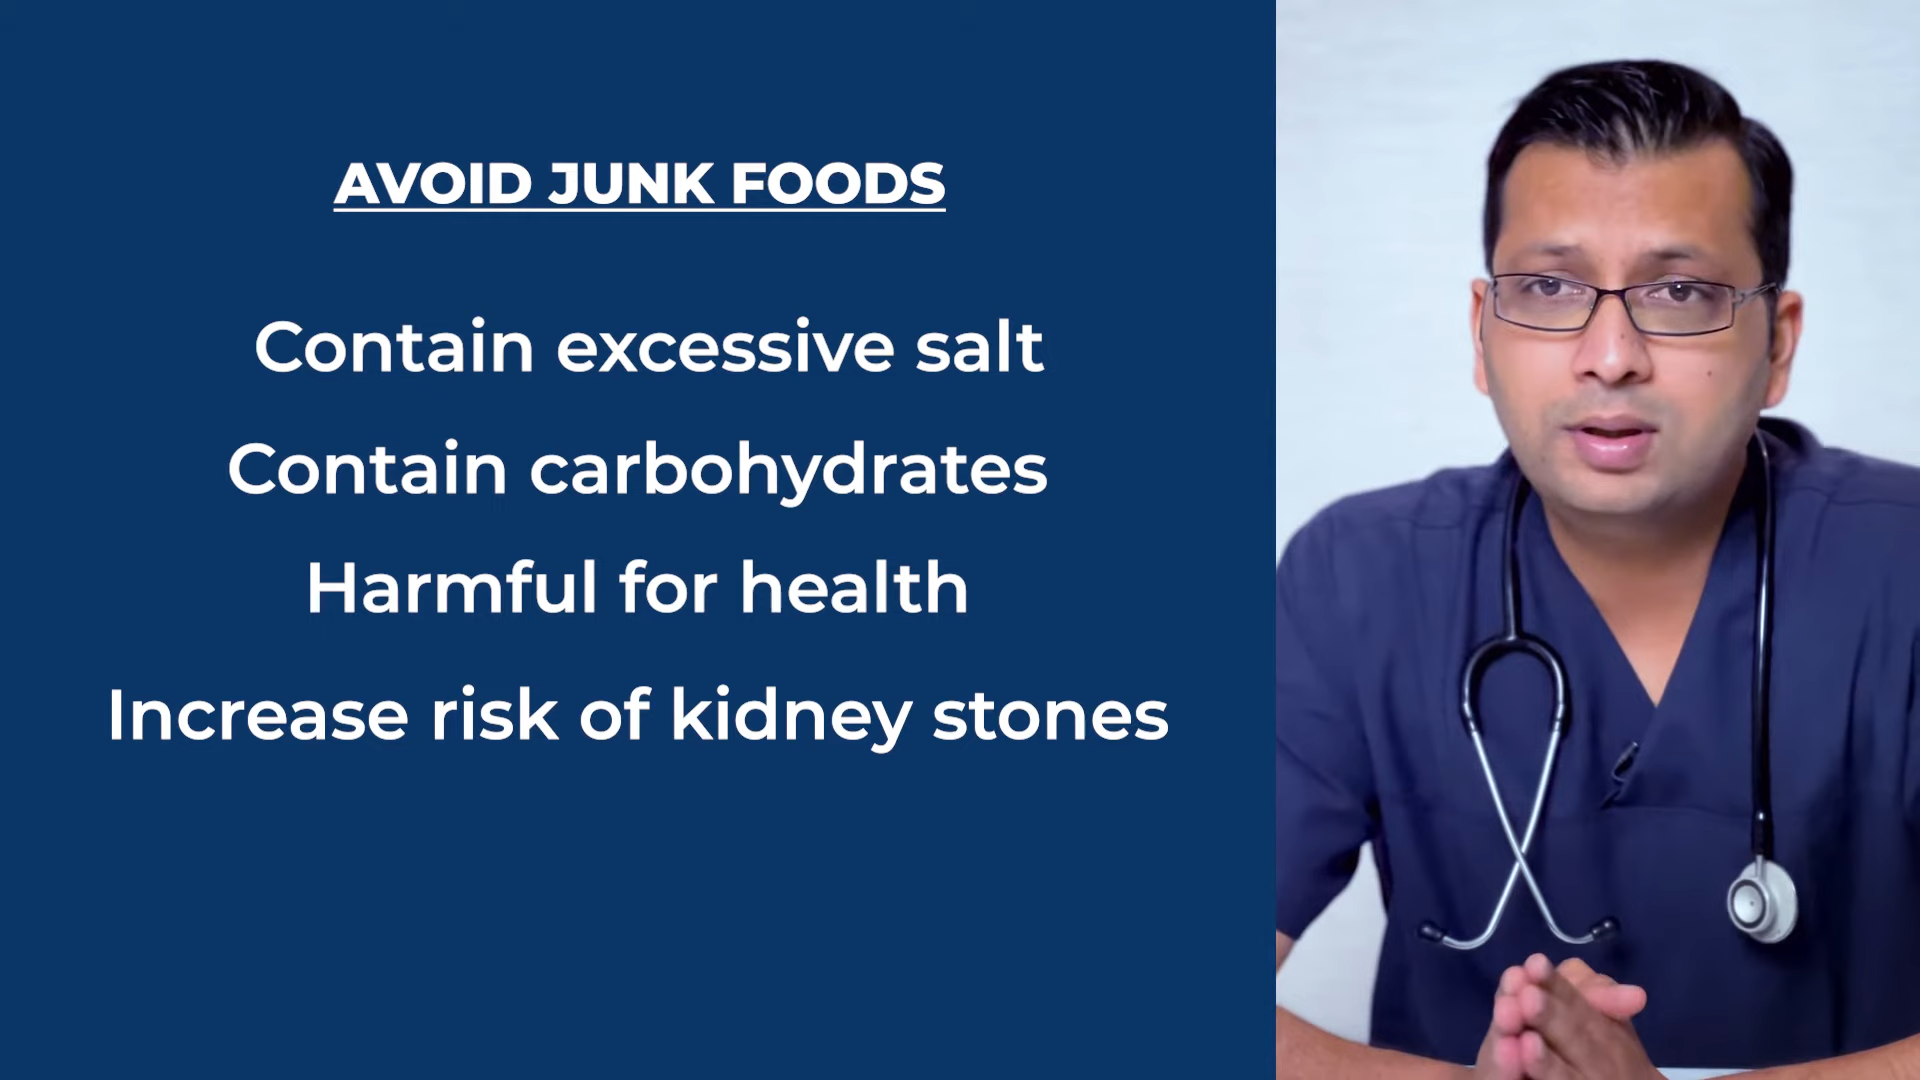 AVOID JUNK FOODS
Contain excessive salt
Contain carbohydrates
Harmful for health
Increase risk of kidney stones